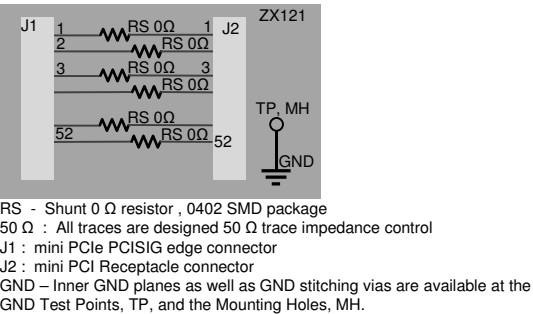 ZX121
J1 1 RS 0Ω 1 J2
2 RS 0Ω
3 RS 0Ω 3
RS 0Ω
TP, MH
RS 0Ω
52 RS 0Ω 52
GND
RS - Shunt 0 Ω resistor , 0402 SMD package
50 Ω : All traces are designed 50 Ω trace impedance control
J1 : mini PCIe PCISIG edge connector
J2 : mini PCI Receptacle connector
GND – Inner GND planes as well as GND stitching vias are available at the
GND Test Points, TP, and the Mounting Holes, MH.